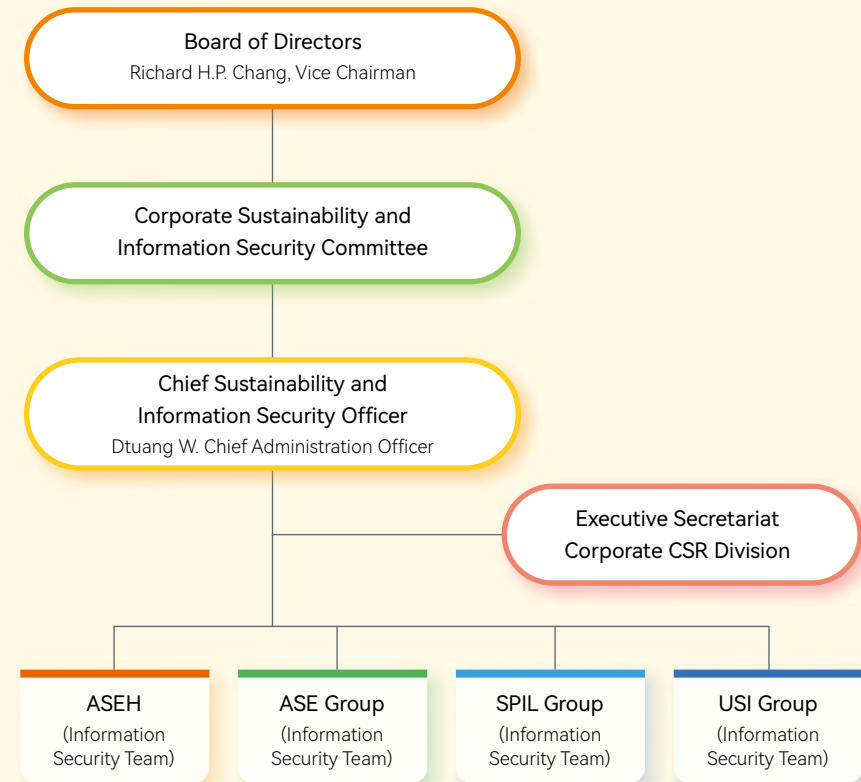 Board of Directors
Richard H.P. Chang, Vice Chairman
Corporate Sustainability and
Information Security Committee
Chief Sustainability and
Information Security Officer
Dtuang W. Chief Administration Officer
Executive Secretariat
Corporate CSR Division
ASEH
(Information
Security Team)
ASE Group
(Information
Security Team)
SPIL Group
(Information
Security Team)
USI Group
(Information
Security Team)